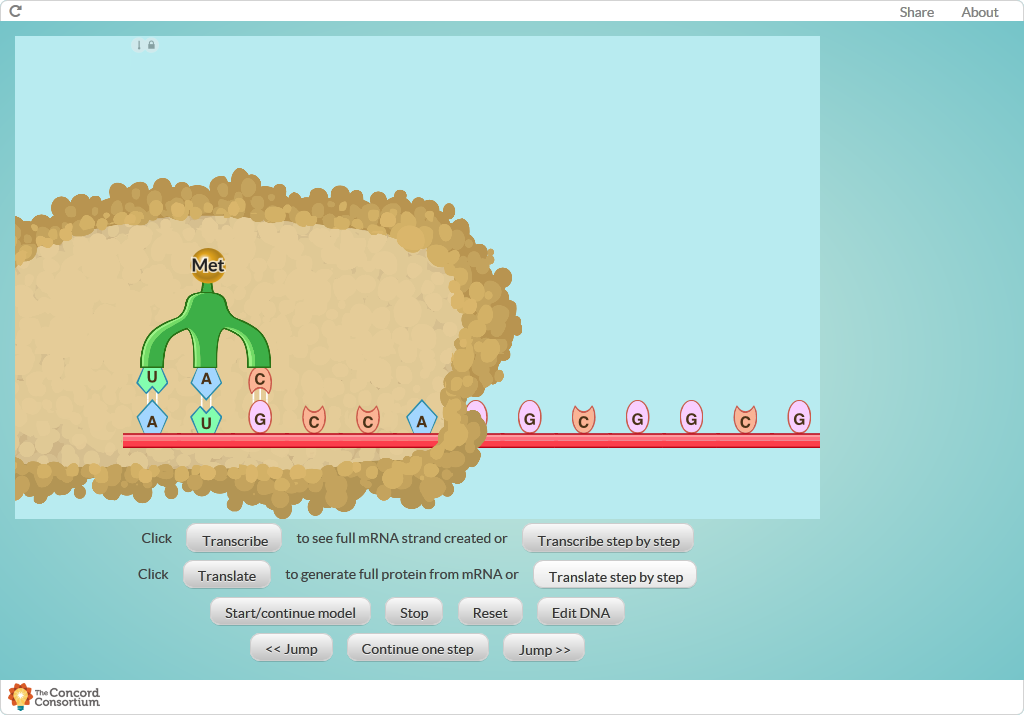 Share About
Met
U A C
A U G C C A G C G G C G
Click Transcribe to see full mRNA strand created or Transcribe step by step
Click Translate to generate full protein from mRNA or Translate step by step
Start/continue model Stop Reset Edit DNA
<< Jump Continue one step Jump >>
The Concord
Consortium